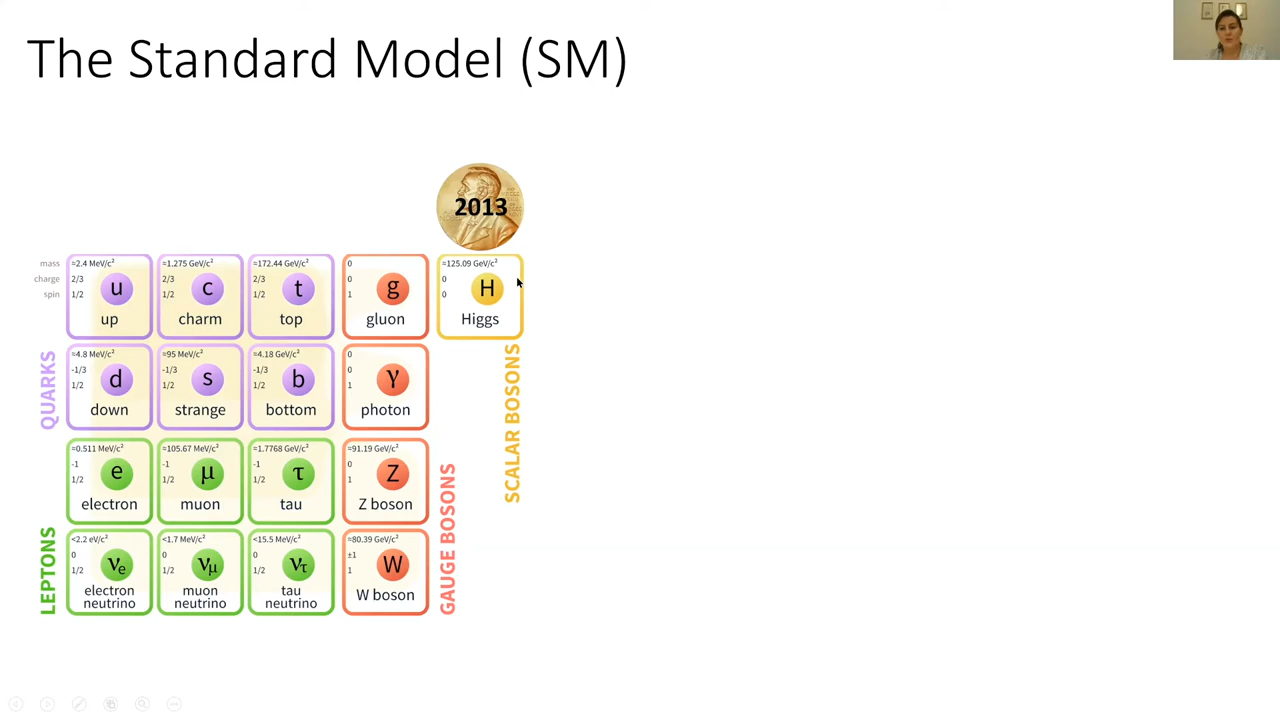 The Standard Model (SM)
2013
mass
charge
spin
≈2.4 MeV/c²
2/3
1/2
u
up
≈1.275 GeV/c²
2/3
1/2
c
charm
≈172.44 GeV/c²
2/3
1/2
t
top
0
0
1
g
gluon
≈125.09 GeV/c²
0
0
H
Higgs
QUARKS
≈4.8 MeV/c²
-1/3
1/2
d
down
≈95 MeV/c²
-1/3
1/2
s
strange
≈4.18 GeV/c²
-1/3
1/2
b
bottom
0
0
1
γ
photon
SCALAR BOSONS
LEPTONS
≈0.511 MeV/c²
-1
1/2
e
electron
≈105.67 MeV/c²
-1
1/2
μ
muon
≈1.7768 GeV/c²
-1
1/2
τ
tau
≈91.19 GeV/c²
0
1
Z
Z boson
GAUGE BOSONS
<2.2 eV/c²
0
1/2
νe
electron
neutrino
<1.7 MeV/c²
0
1/2
νμ
muon
neutrino
<15.5 MeV/c²
0
1/2
ντ
tau
neutrino
≈80.39 GeV/c²
±1
1
W
W boson